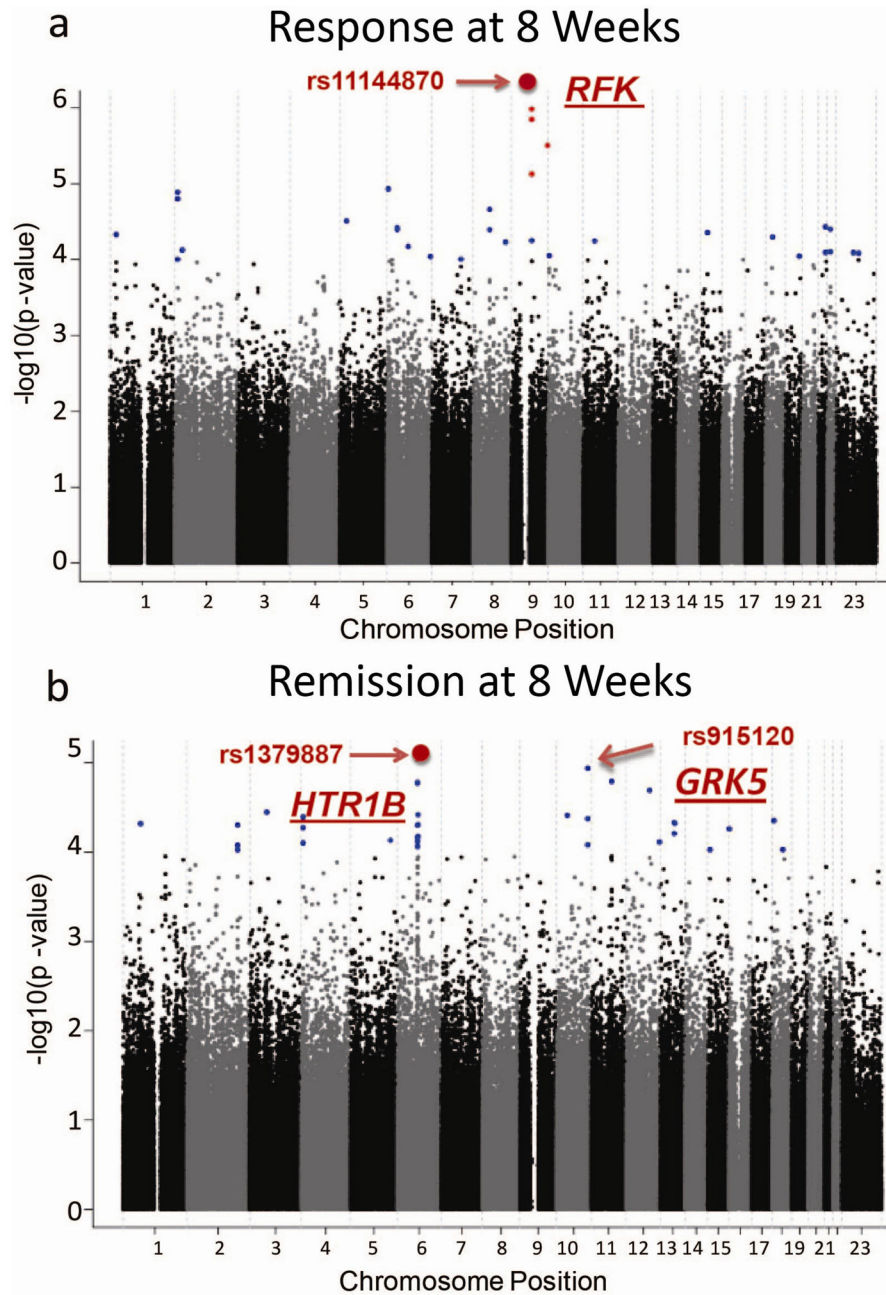 a
Response at 8 Weeks
rs11144870
RFK
6
5
4
3
2
1
0
-log10(p -value)
1 2 3 4 5 6 7 8 9 10 11 12 13 14 15 17 19 21 23
Chromosome Position
b
Remission at 8 Weeks
rs1379887
rs915120
HTR1B
GRK5
5
4
3
2
1
0
-log10(p -value)
1 2 3 4 5 6 7 8 9 10 11 12 13 14 15 17 19 21 23
Chromosome Position